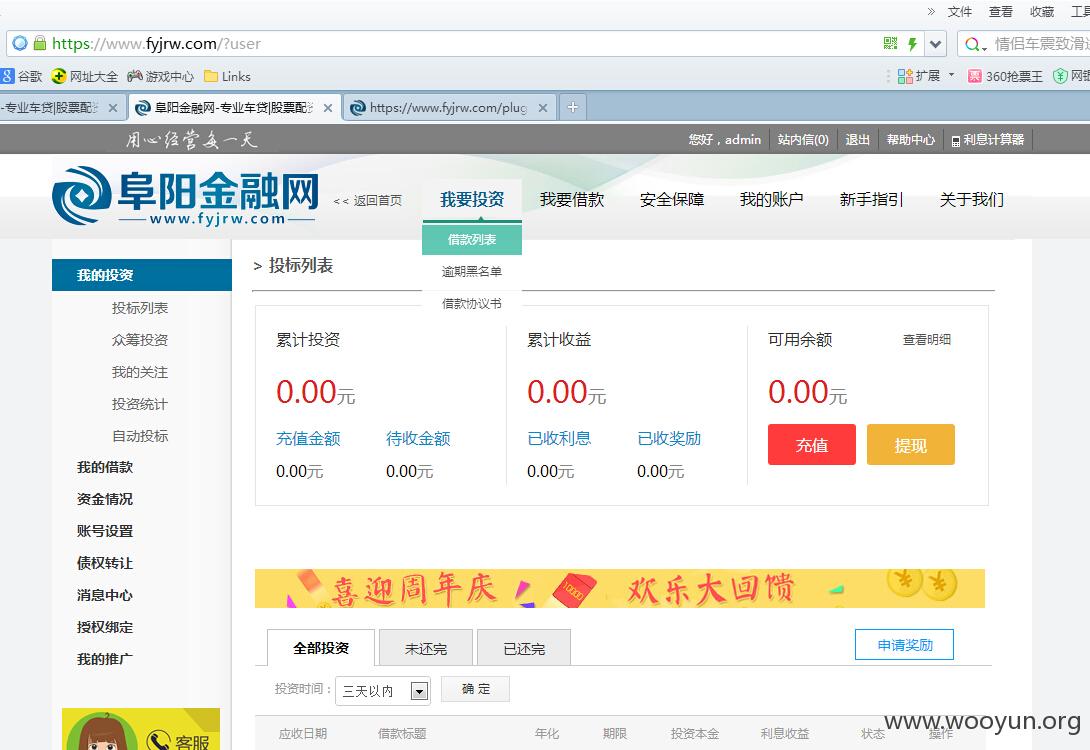 » 文件 查看 收藏 工具
https://www.fyjrw.com/?user
情侣车震致滑
谷歌 网址大全 游戏中心 Links 扩展 360抢票王 网银
-专业车贷|股票配 阜阳金融网-专业车贷|股票配 https://www.fyjrw.com/plug
用心经营每一天 您好，admin 站内信(0) 退出 帮助中心 利息计算器
阜阳金融网
www.fyjrw.com
<< 返回首页 我要投资 我要借款 安全保障 我的账户 新手指引 关于我们
借款列表
逾期黑名单
借款协议书
我的投资
投标列表
众筹投资
我的关注
投资统计
自动投标
我的借款
资金情况
账号设置
债权转让
消息中心
授权绑定
我的推广
客服
> 投标列表
累计投资 累计收益 可用余额 查看明细
0.00元 0.00元 0.00元
充值金额 待收金额 已收利息 已收奖励 充值 提现
0.00元 0.00元 0.00元 0.00元
喜迎周年庆 欢乐大回馈
全部投资 未还完 已还完 申请奖励
投资时间： 三天以内 确 定
应收日期 借款标题 年化 期限 投资本金 利息收益 状态 操作
www.wooyun.org